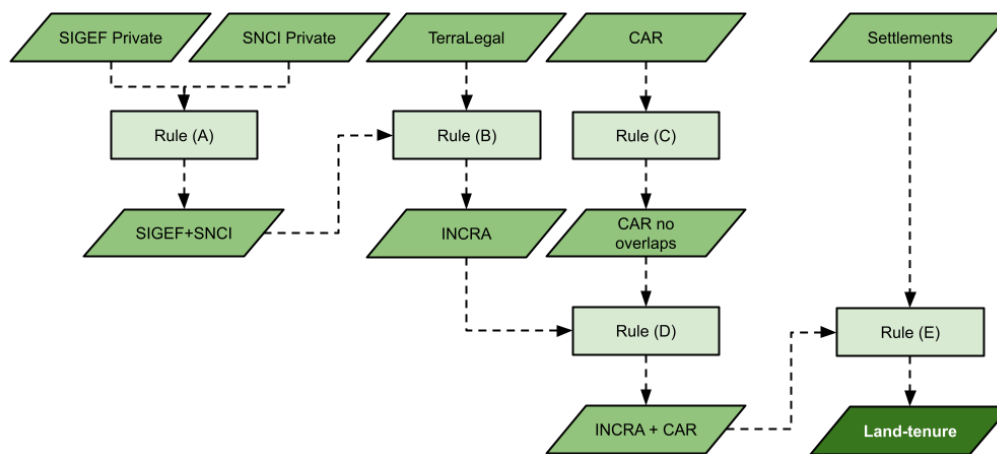 SIGEF Private
SNCI Private
TerraLegal
CAR
Settlements
Rule (A)
Rule (B)
Rule (C)
SIGEF+SNCI
INCRA
CAR no
overlaps
Rule (D)
Rule (E)
INCRA + CAR
Land-tenure